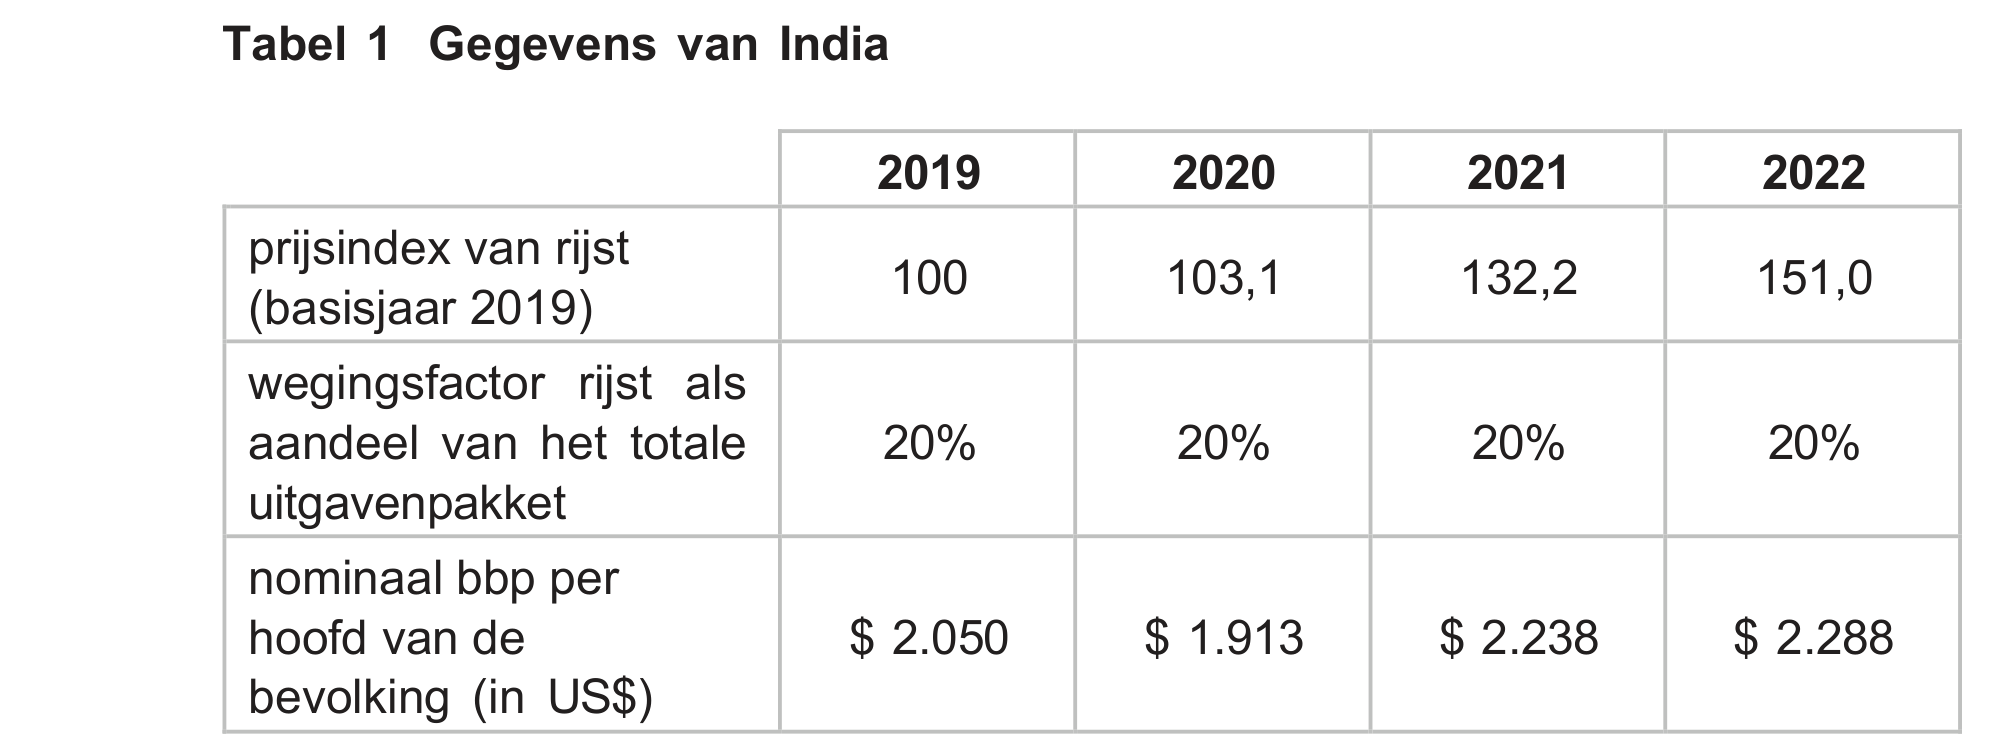 Tabel 1 Gegevens van India
2019 2020 2021 2022
prijsindex van rijst
(basisjaar 2019)
100 103,1 132,2 151,0
wegingsfactor rijst als
aandeel van het totale
uitgavenpakket
20% 20% 20% 20%
nominaal bbp per
hoofd van de
bevolking (in US$)
$ 2.050 $ 1.913 $ 2.238 $ 2.288